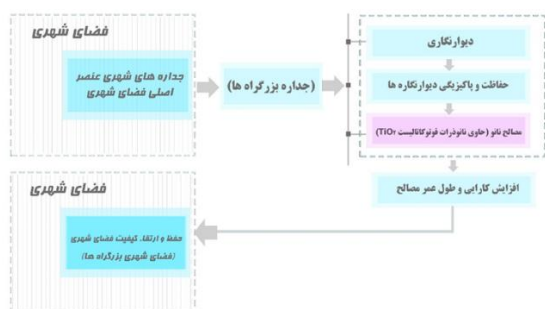 فضای شهری
جداره های شهری عنصر
اصلی فضای شهری
(جداره بزرگراه ها)
دیوارنگاری
حفاظت و پاکیزگی دیوارنگاره ها
مصالح نانو (حاوی نانوذرات فوتوکاتالیست TiO۲)
افزایش کارایی و طول عمر مصالح
فضای شهری
حفظ و ارتقاء کیفیت فضای شهری
(فضای شهری بزرگراه ها)